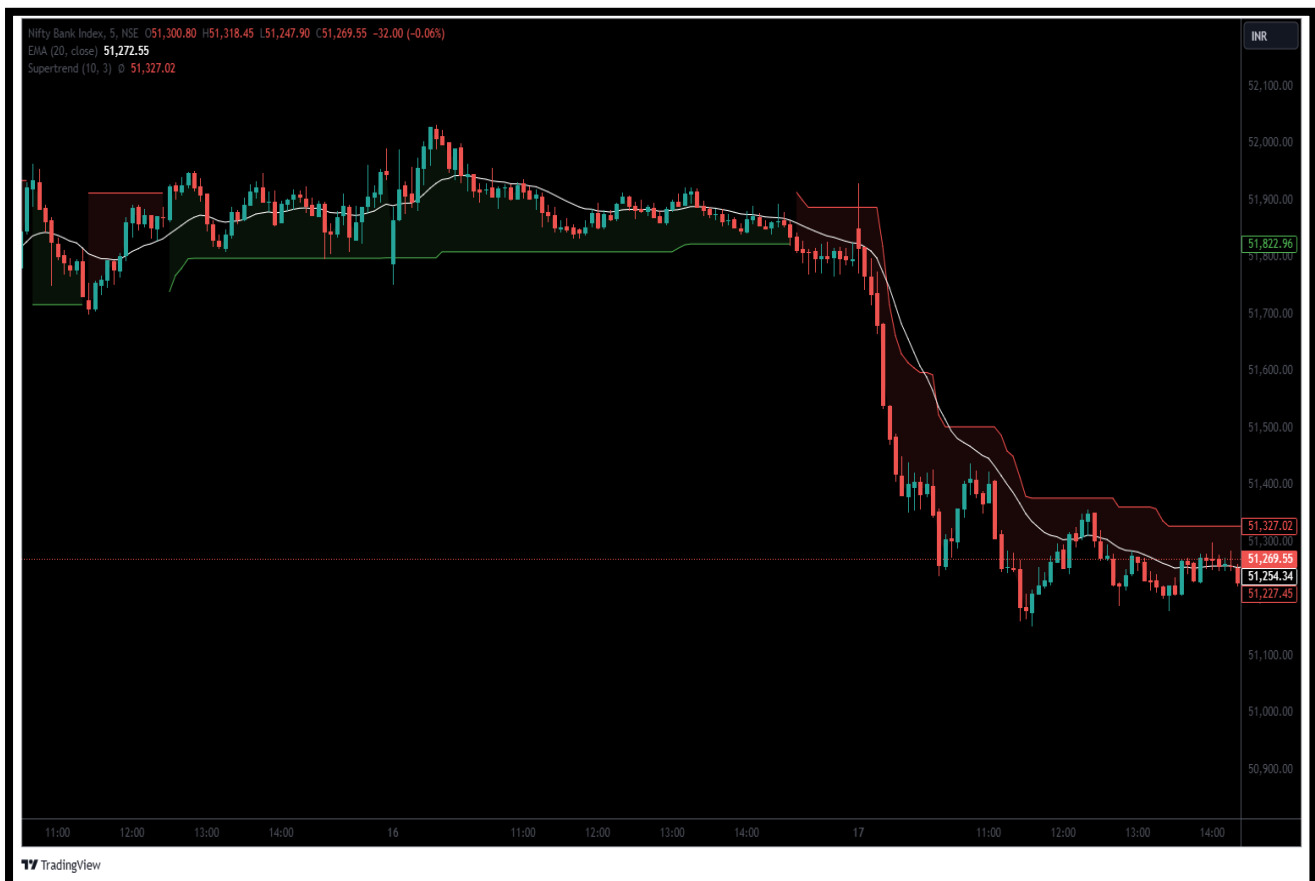 Nifty Bank Index, 5, NSE O51,300.80 H51,318.45 L51,247.90 C51,269.55 −32.00 (−0.06%)
INR
EMA (20, close) 51,272.55
Supertrend (10, 3) ∅ 51,327.02
52,100.00
52,000.00
51,900.00
51,822.96
51,800.00
51,700.00
51,600.00
51,500.00
51,400.00
51,327.02
51,300.00
51,269.55
51,254.34
51,227.45
51,100.00
51,000.00
50,900.00
11:00 12:00 13:00 14:00 16 11:00 12:00 13:00 14:00 17 11:00 12:00 13:00 14:00
TradingView